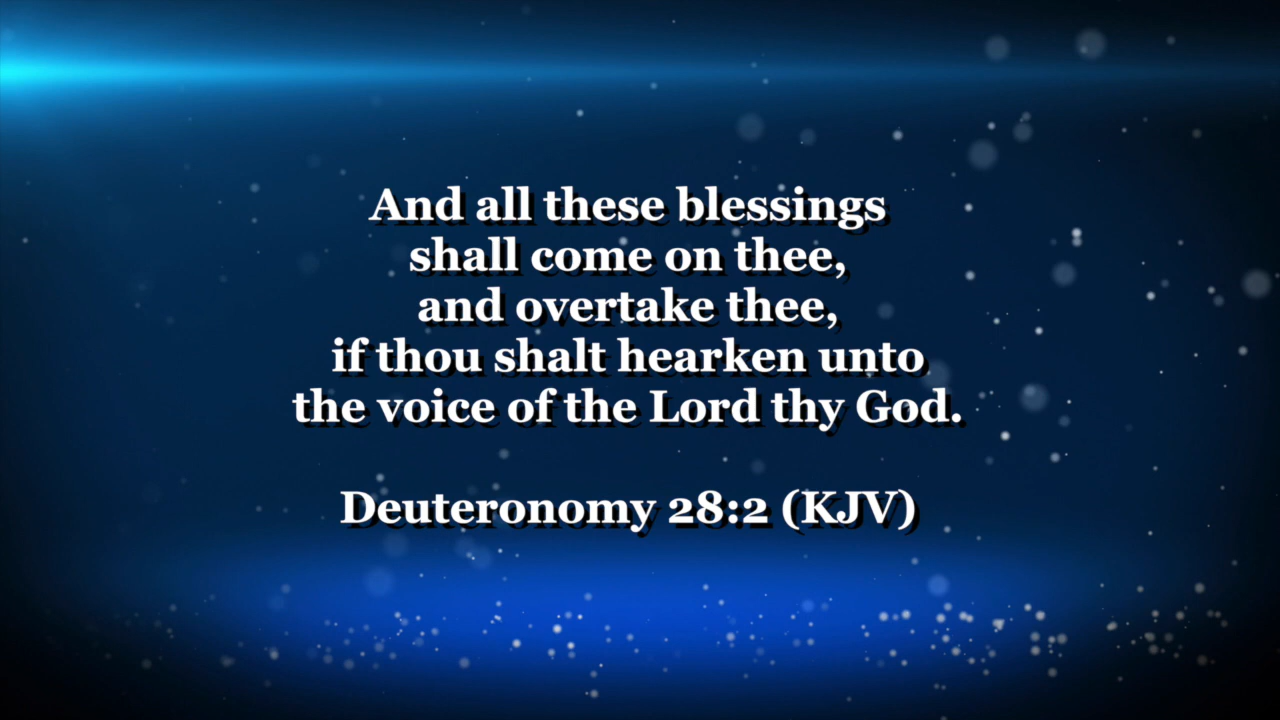 And all these blessings
shall come on thee,
and overtake thee,
if thou shalt hearken unto
the voice of the Lord thy God.
Deuteronomy 28:2 (KJV)